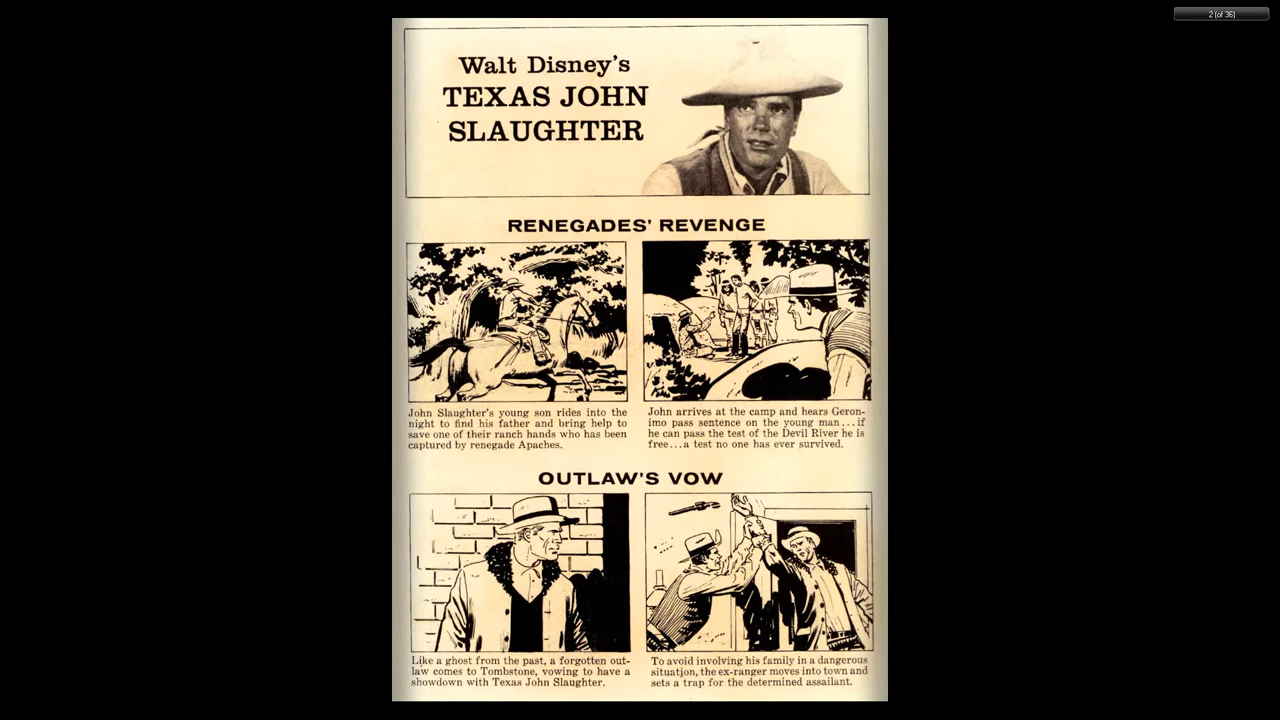 2 (of 36)
Walt Disney's
TEXAS JOHN
SLAUGHTER
RENEGADES' REVENGE
John Slaughter's young son rides into the
night to find his father and bring help to
save one of their ranch hands who has been
captured by renegade Apaches.
John arrives at the camp and hears Geron-
imo pass sentence on the young man...if
he can pass the test of the Devil River he is
free...a test no one has ever survived.
OUTLAW'S VOW
Like a ghost from the past, a forgotten out-
law comes to Tombstone, vowing to have a
showdown with Texas John Slaughter.
To avoid involving his family in a dangerous
situation, the ex-ranger moves into town and
sets a trap for the determined assailant.